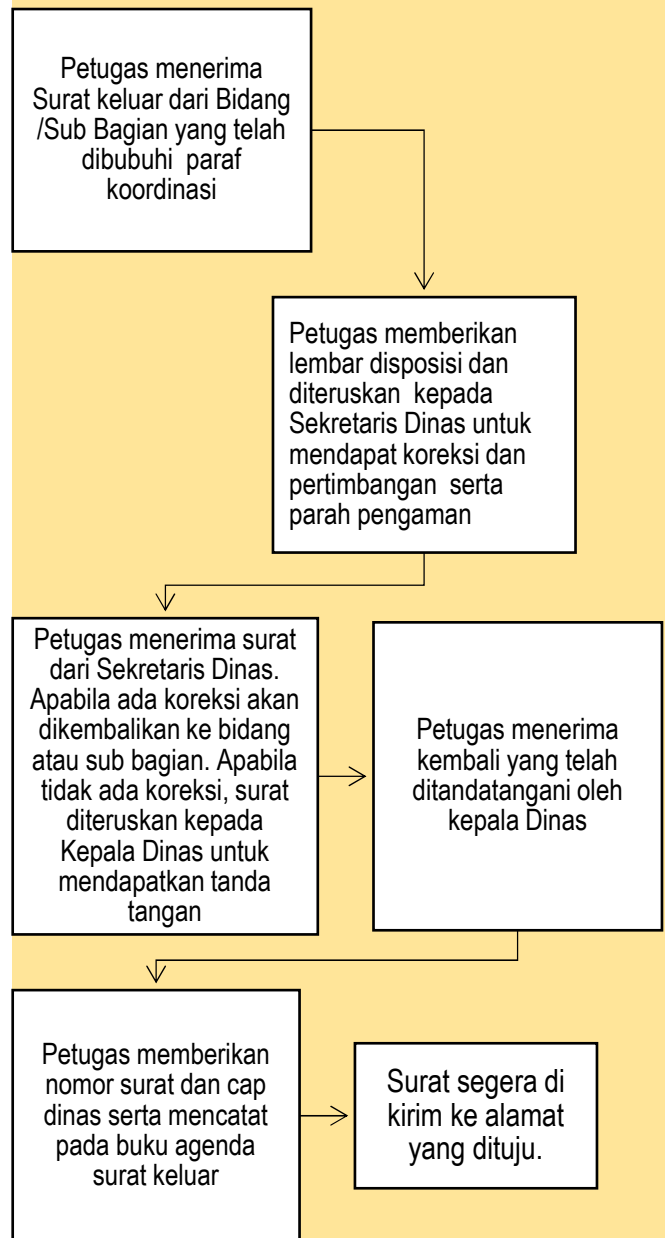 Petugas menerima
Surat keluar dari Bidang
/Sub Bagian yang telah
dibubuhi paraf
koordinasi
Petugas memberikan
lembar disposisi dan
diteruskan kepada
Sekretaris Dinas untuk
mendapat koreksi dan
pertimbangan serta
parah pengaman
Petugas menerima surat
dari Sekretaris Dinas.
Apabila ada koreksi akan
dikembalikan ke bidang
atau sub bagian. Apabila
tidak ada koreksi, surat
diteruskan kepada
Kepala Dinas untuk
mendapatkan tanda
tangan
Petugas menerima
kembali yang telah
ditandatangani oleh
kepala Dinas
Petugas memberikan
nomor surat dan cap
dinas serta mencatat
pada buku agenda
surat keluar
Surat segera di
kirim ke alamat
yang dituju.